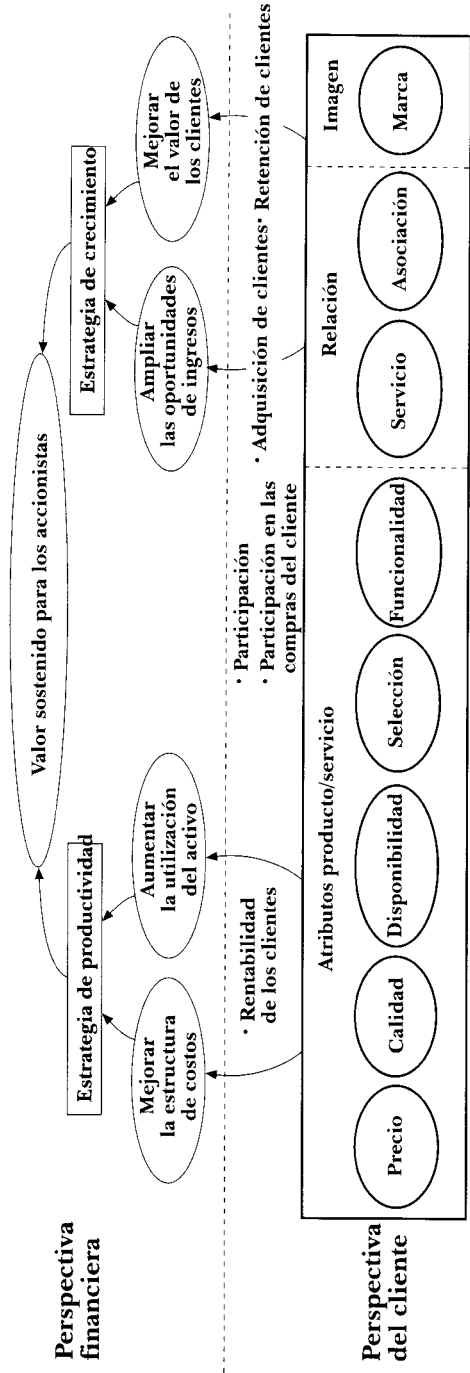 Perspectiva
financiera
Valor sostenido para los accionistas
Estrategia de productividad
Estrategia de crecimiento
Mejorar
la estructura
de costos
Aumentar
la utilización
del activo
Ampliar
las oportunidades
de ingresos
Mejorar
el valor de
los clientes
· Rentabilidad
de los clientes
· Participación
· Participación en las
compras del cliente
· Adquisición de clientes · Retención de clientes
Perspectiva
del cliente
Atributos producto/servicio
Relación
Imagen
Precio
Calidad
Disponibilidad
Selección
Funcionalidad
Servicio
Asociación
Marca